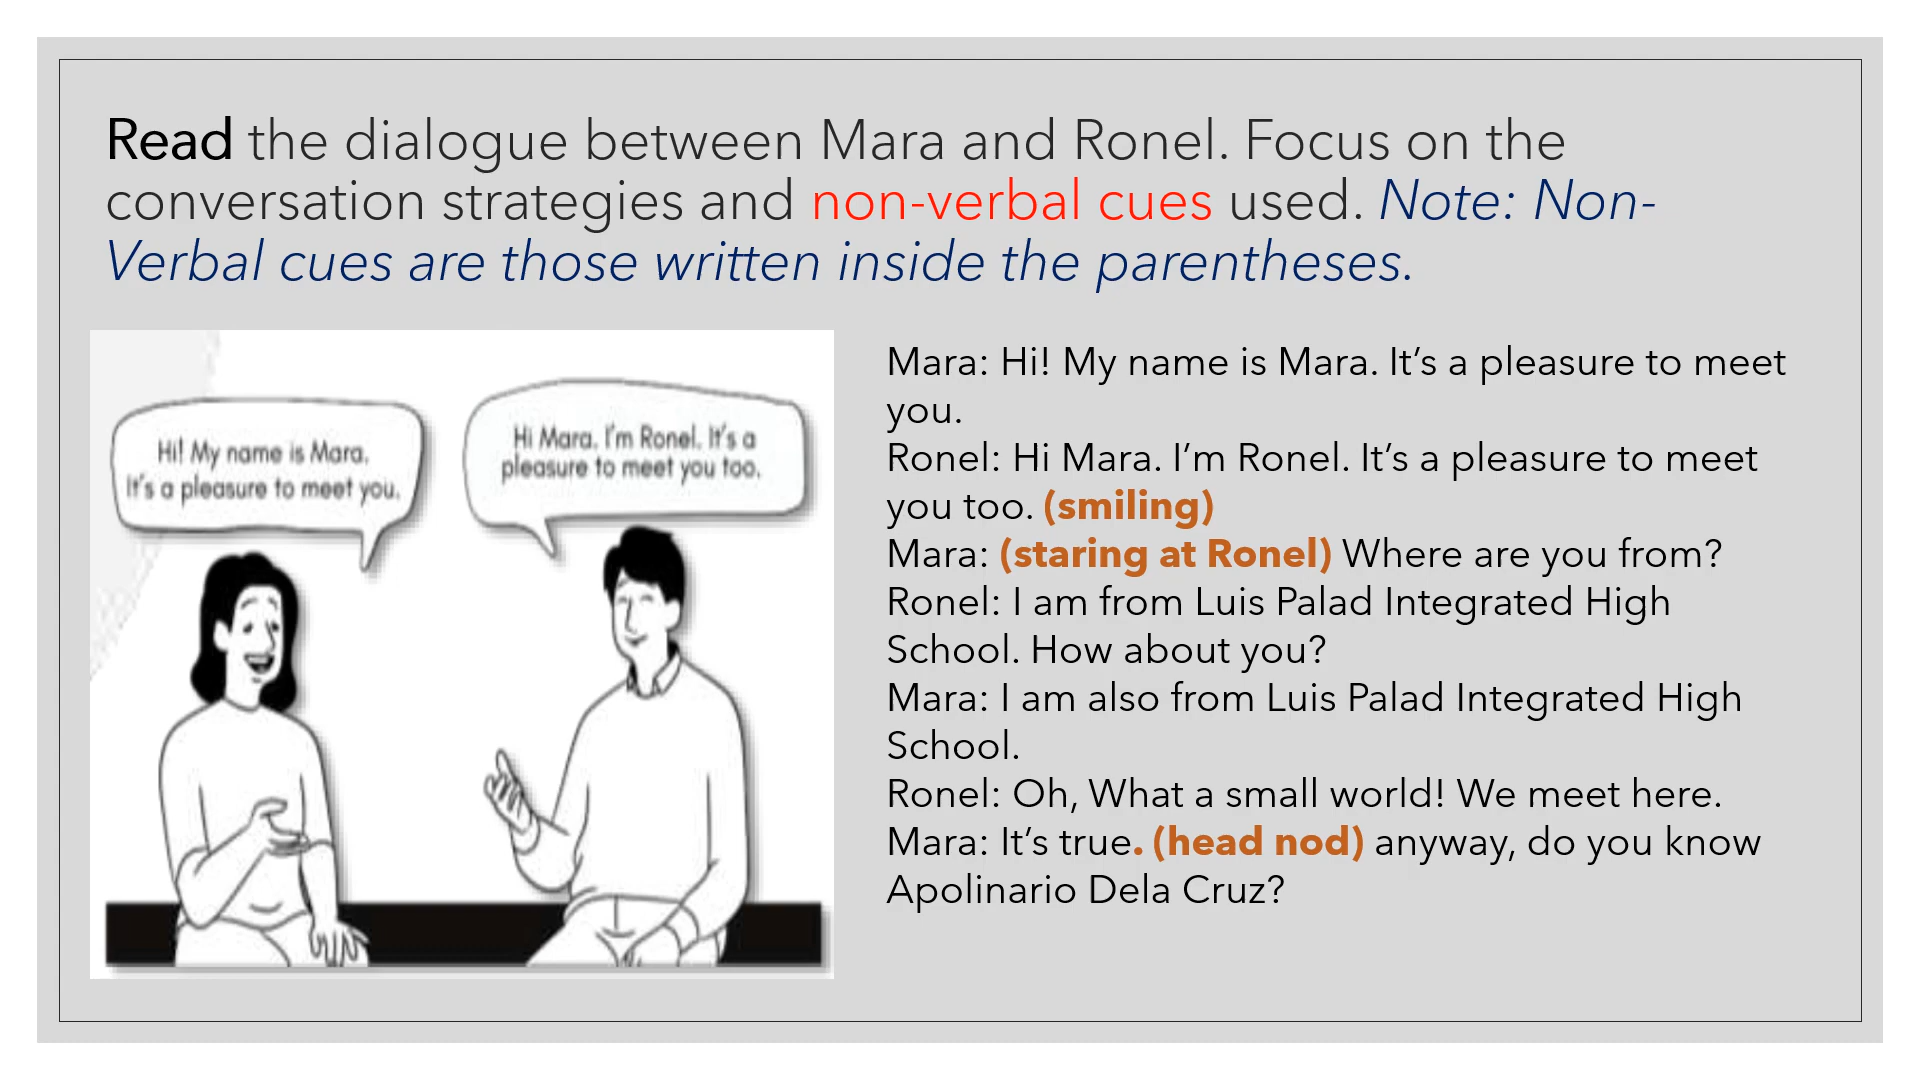 Read the dialogue between Mara and Ronel. Focus on the
conversation strategies and non-verbal cues used. Note: Non-
Verbal cues are those written inside the parentheses.
Hi! My name is Mara.
It's a pleasure to meet you.
Hi Mara. I'm Ronel. It's a
pleasure to meet you too.
Mara: Hi! My name is Mara. It’s a pleasure to meet
you.
Ronel: Hi Mara. I’m Ronel. It’s a pleasure to meet
you too. (smiling)
Mara: (staring at Ronel) Where are you from?
Ronel: I am from Luis Palad Integrated High
School. How about you?
Mara: I am also from Luis Palad Integrated High
School.
Ronel: Oh, What a small world! We meet here.
Mara: It’s true. (head nod) anyway, do you know
Apolinario Dela Cruz?